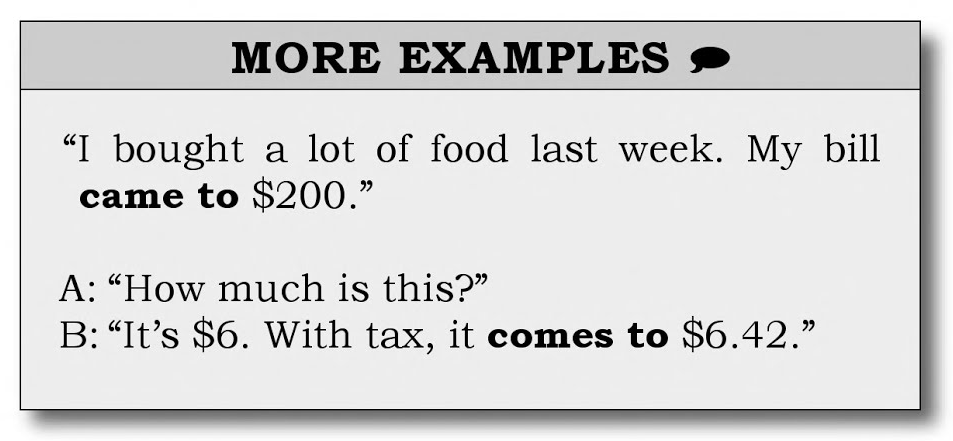 MORE EXAMPLES
“I bought a lot of food last week. My bill
came to $200.”
A: “How much is this?”
B: “It’s $6. With tax, it comes to $6.42.”